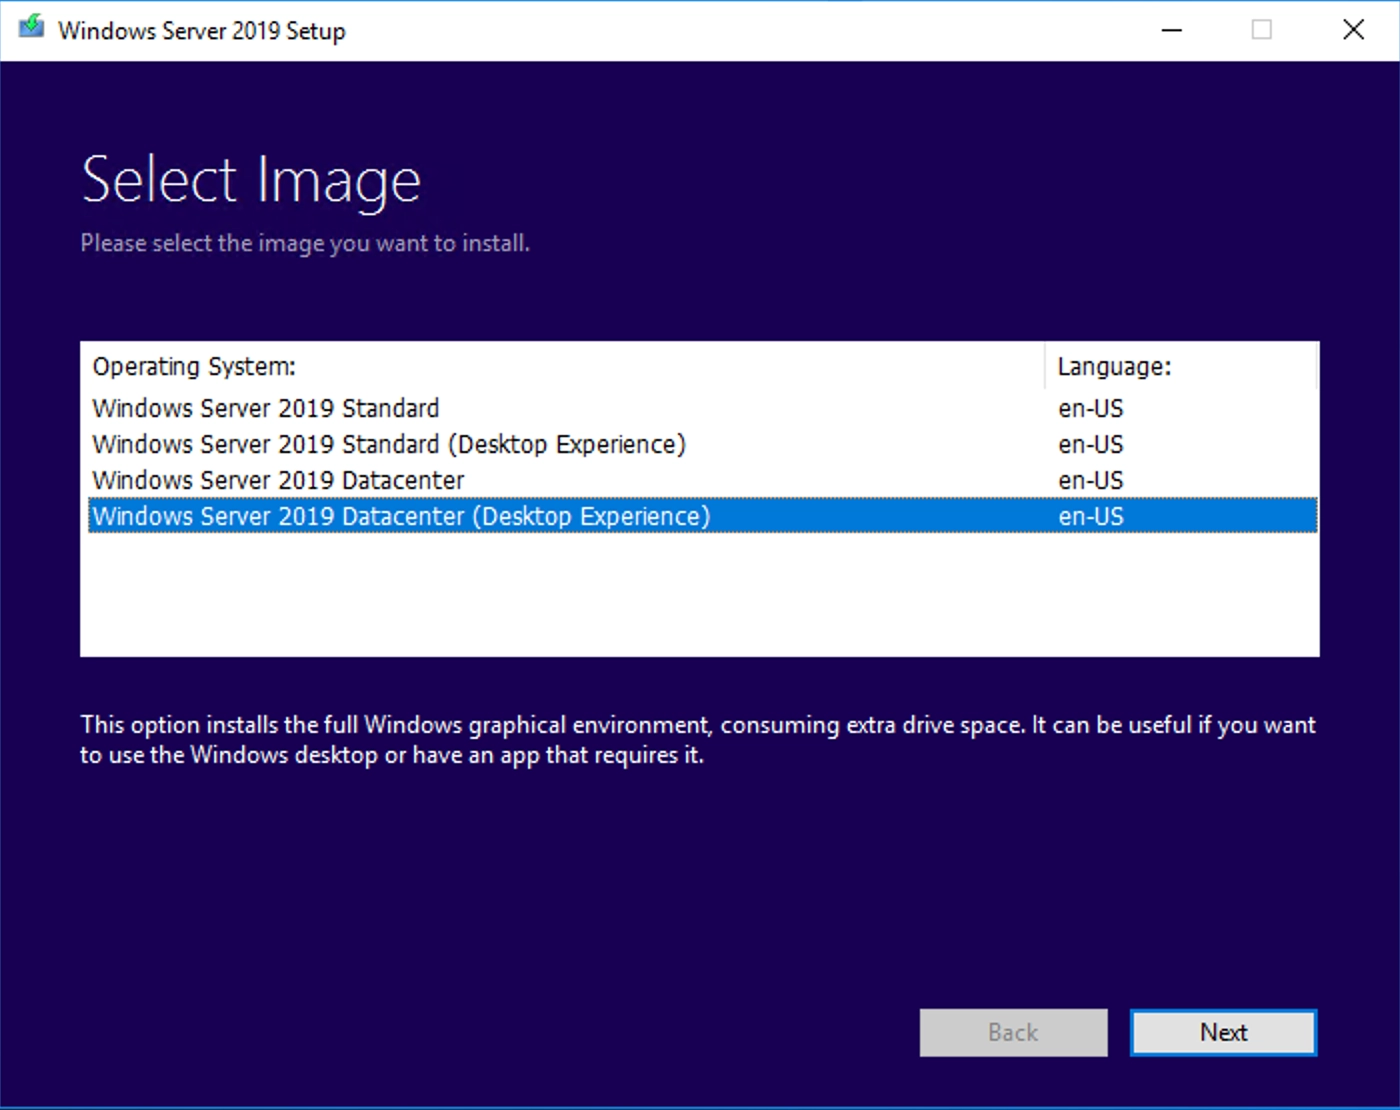 Windows Server 2019 Setup
Select Image
Please select the image you want to install.
Operating System: Language:
Windows Server 2019 Standard en-US
Windows Server 2019 Standard (Desktop Experience) en-US
Windows Server 2019 Datacenter en-US
Windows Server 2019 Datacenter (Desktop Experience) en-US
This option installs the full Windows graphical environment, consuming extra drive space. It can be useful if you want
to use the Windows desktop or have an app that requires it.
Back Next